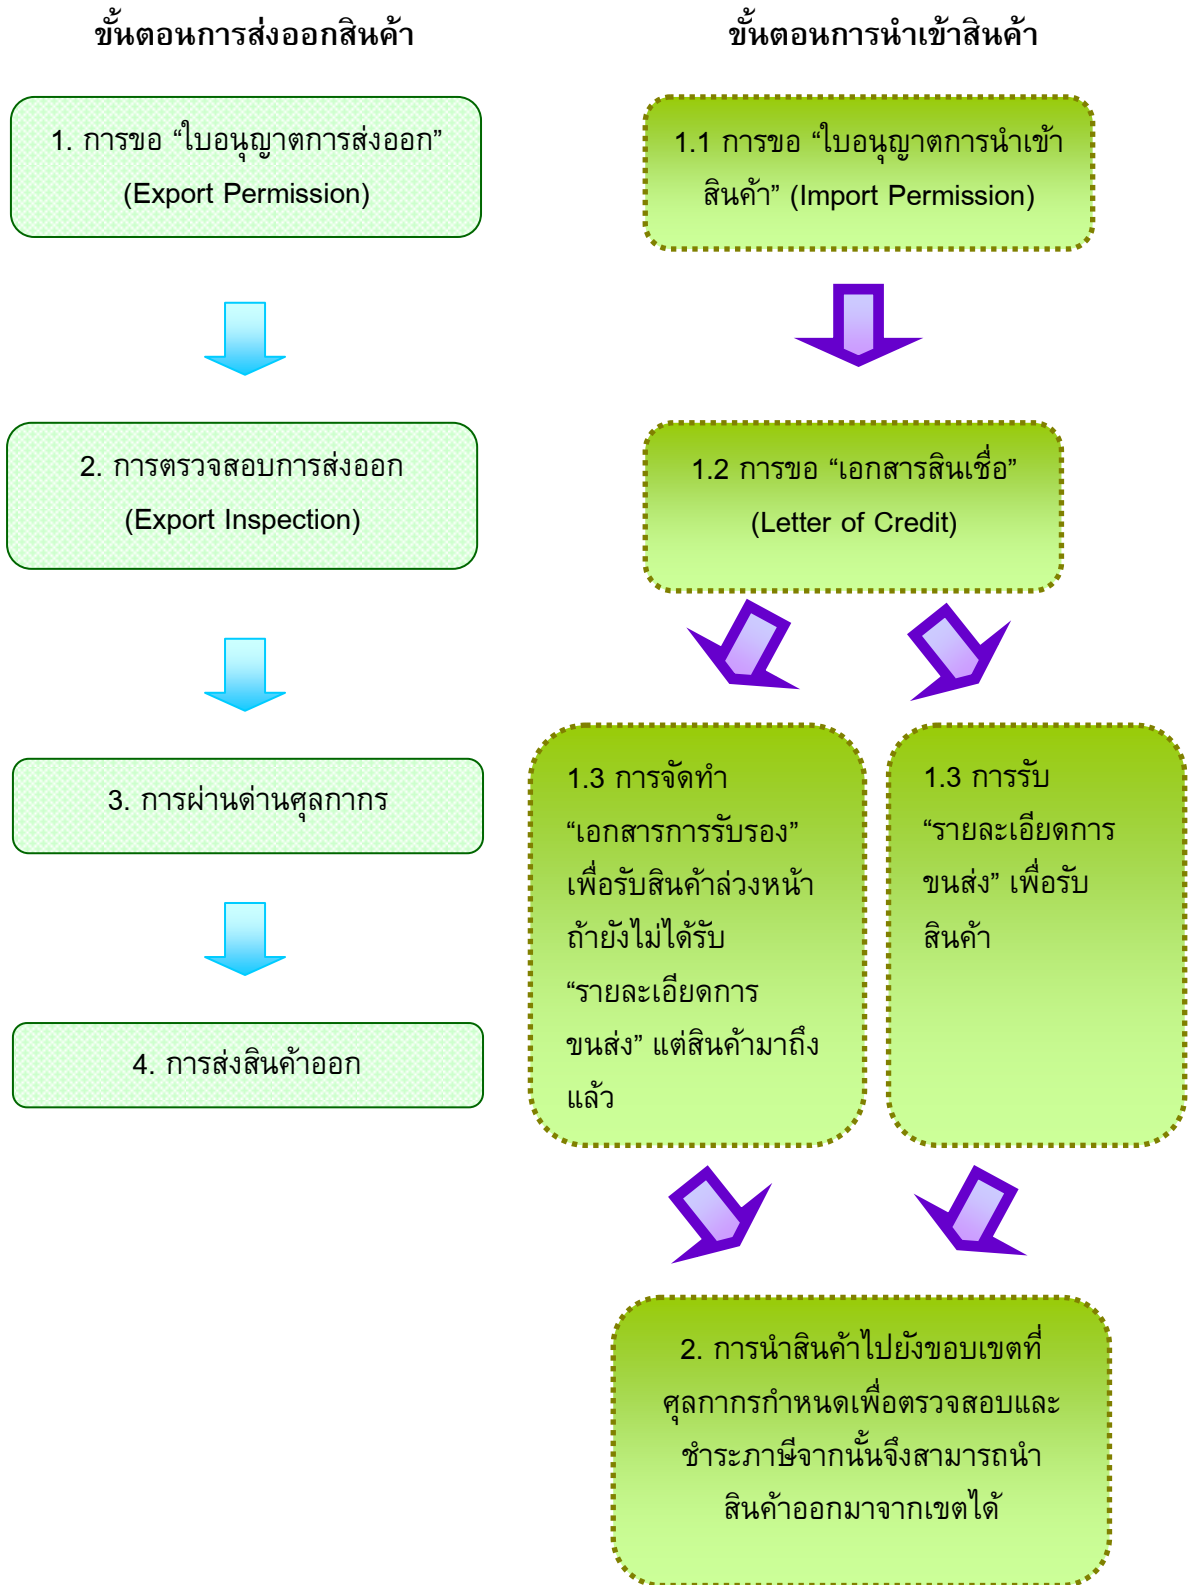 ขั้นตอนการส่งออกสินค้า
1. การขอ “ใบอนุญาตการส่งออก”
(Export Permission)
2. การตรวจสอบการส่งออก
(Export Inspection)
3. การผ่านด่านศุลกากร
4. การส่งสินค้าออก
ขั้นตอนการนำเข้าสินค้า
1.1 การขอ “ใบอนุญาตการนำเข้า
สินค้า” (Import Permission)
1.2 การขอ “เอกสารสินเชื่อ”
(Letter of Credit)
1.3 การจัดทำ
“เอกสารการรับรอง”
เพื่อรับสินค้าล่วงหน้า
ถ้ายังไม่ได้รับ
“รายละเอียดการ
ขนส่ง” แต่สินค้ามาถึง
แล้ว
1.3 การรับ
“รายละเอียดการ
ขนส่ง” เพื่อรับ
สินค้า
2. การนำสินค้าไปยังขอบเขตที่
ศุลกากรกำหนดเพื่อตรวจสอบและ
ชำระภาษีจากนั้นจึงสามารถนำ
สินค้าออกมาจากเขตได้